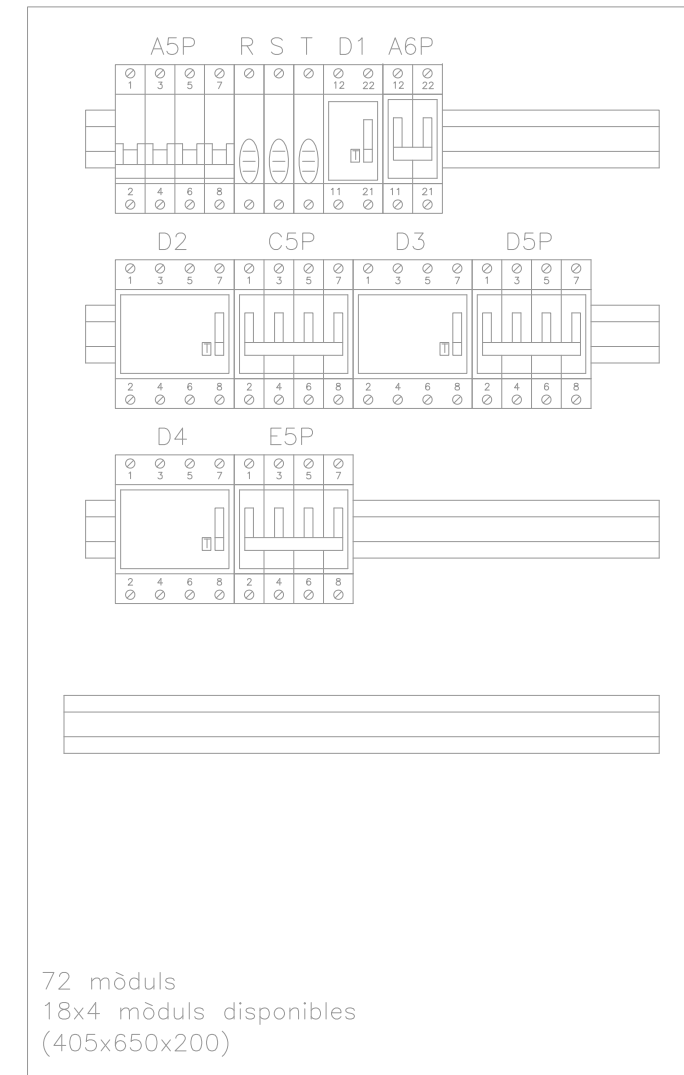 A5P R S T D1 A6P
1 3 5 7 12 22 12 22
T
2 4 6 8 11 21 11 21
D2 C5P D3 D5P
1 3 5 7 1 3 5 7 1 3 5 7 1 3 5 7
T T
2 4 6 8 2 4 6 8 2 4 6 8 2 4 6 8
D4 E5P
1 3 5 7 1 3 5 7
T
2 4 6 8 2 4 6 8
72 mòduls
18x4 mòduls disponibles
(405x650x200)